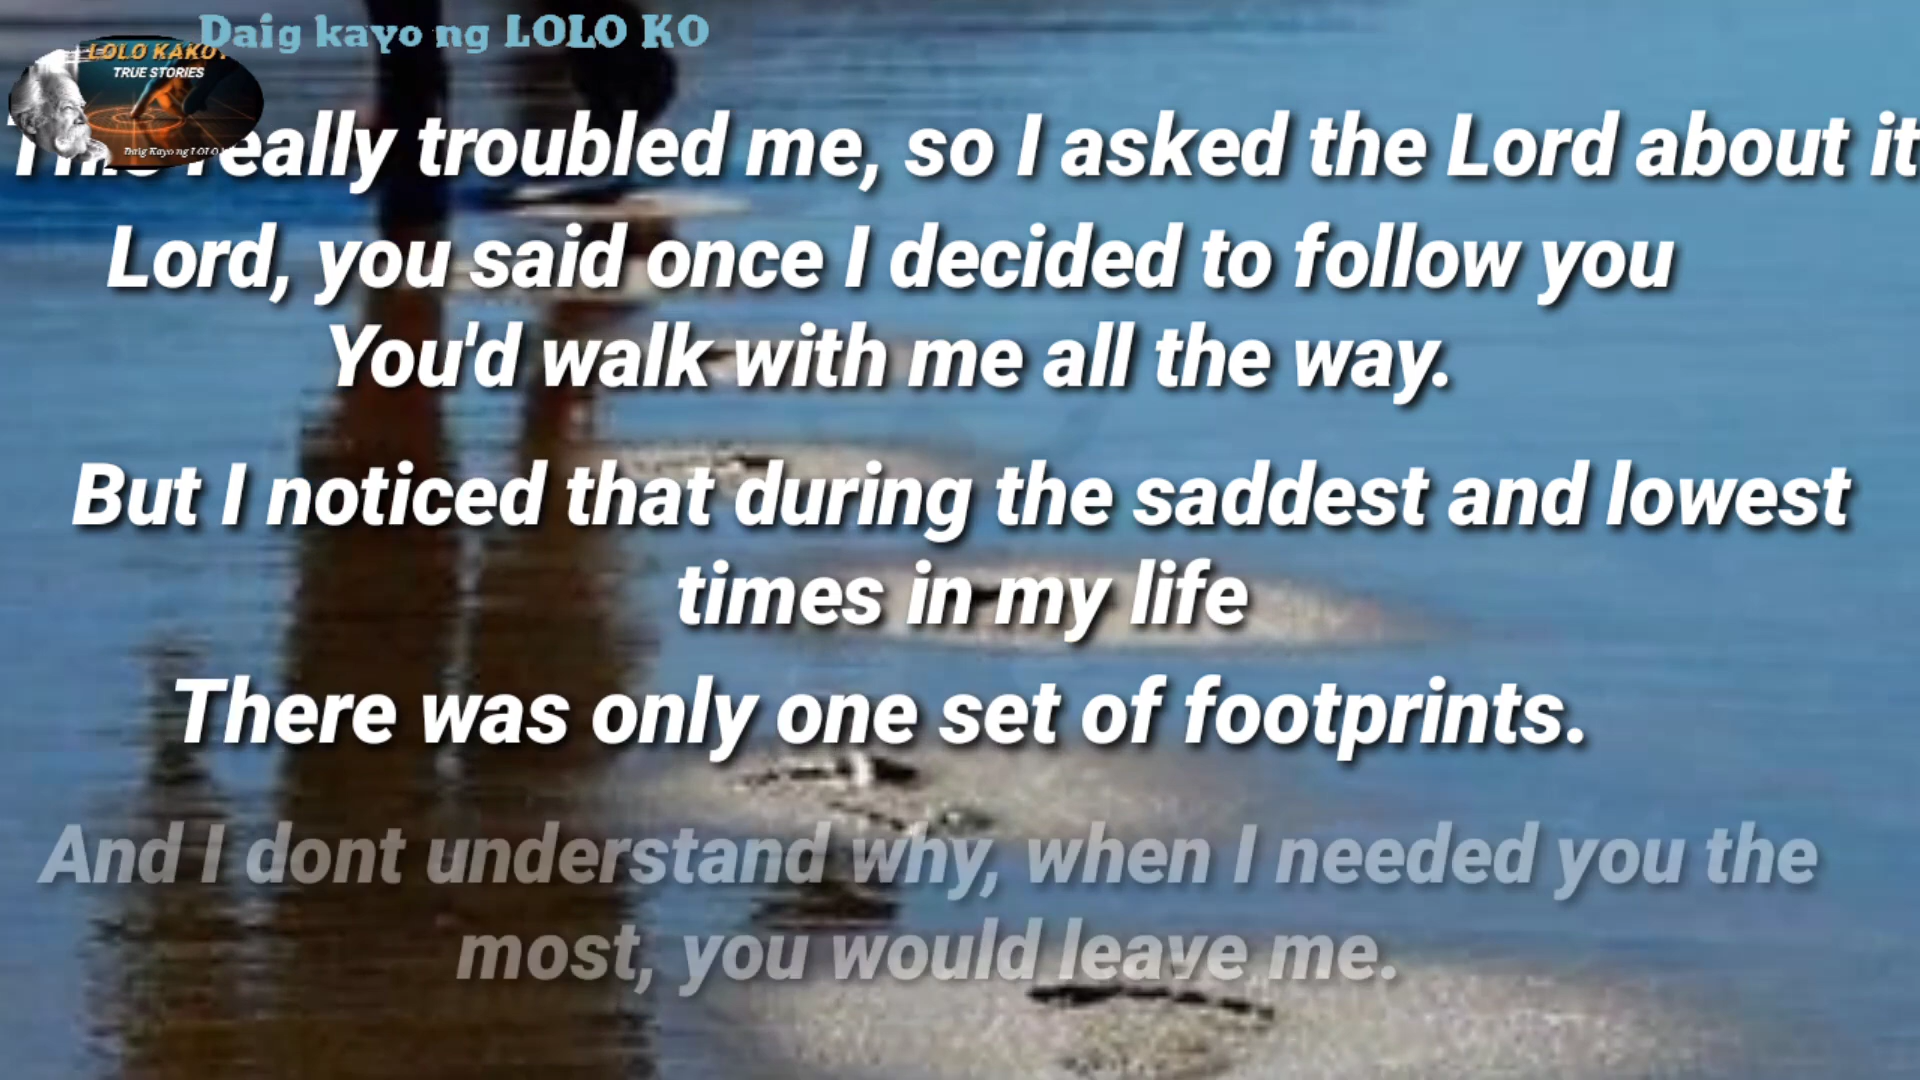 Daig kayo ng LOLO KO
LOLO KAKO
TRUE STORIES
Daig Kayo ng LOLO
really troubled me, so I asked the Lord about it
Lord, you said once I decided to follow you
You'd walk with me all the way.
But I noticed that during the saddest and lowest
times in my life
There was only one set of footprints.
And I dont understand why, when I needed you the
most, you would leave me.